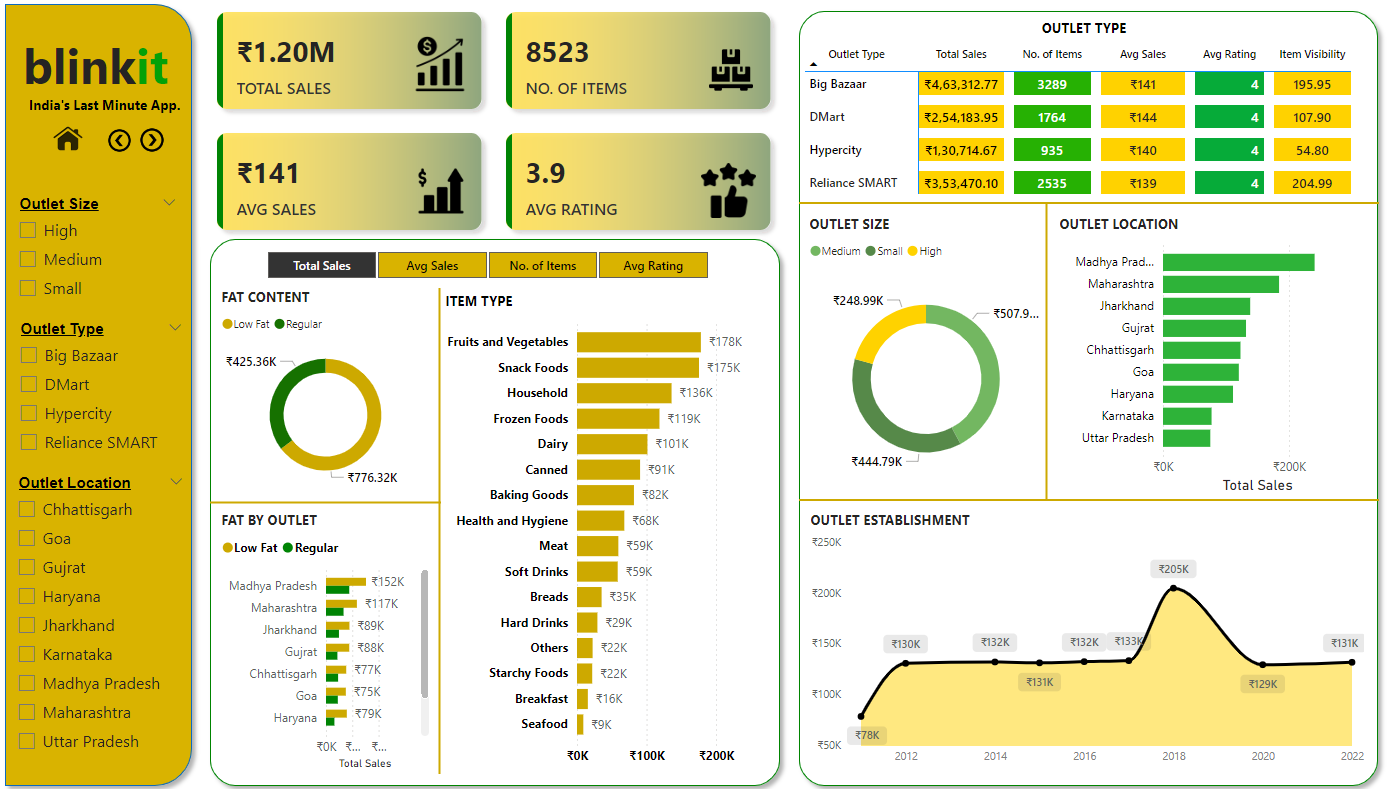 blinkit
India's Last Minute App.
Outlet Size
High
Medium
Small
Outlet Type
Big Bazaar
DMart
Hypercity
Reliance SMART
Outlet Location
Chhattisgarh
Goa
Gujrat
Haryana
Jharkhand
Karnataka
Madhya Pradesh
Maharashtra
Uttar Pradesh
₹1.20M
TOTAL SALES
8523
NO. OF ITEMS
₹141
AVG SALES
3.9
AVG RATING
Total Sales Avg Sales No. of Items Avg Rating
FAT CONTENT
Low Fat Regular
₹425.36K
₹776.32K
FAT BY OUTLET
Low Fat Regular
Madhya Pradesh ₹152K
Maharashtra ₹117K
Jharkhand ₹89K
Gujrat ₹88K
Chhattisgarh ₹77K
Goa ₹75K
Haryana ₹79K
₹0K ₹... ₹...
Total Sales
ITEM TYPE
Fruits and Vegetables ₹178K
Snack Foods ₹175K
Household ₹136K
Frozen Foods ₹119K
Dairy ₹101K
Canned ₹91K
Baking Goods ₹82K
Health and Hygiene ₹68K
Meat ₹59K
Soft Drinks ₹59K
Breads ₹35K
Hard Drinks ₹29K
Others ₹22K
Starchy Foods ₹22K
Breakfast ₹16K
Seafood ₹9K
₹0K ₹100K ₹200K
OUTLET TYPE
Outlet Type Total Sales No. of Items Avg Sales Avg Rating Item Visibility
Big Bazaar ₹4,63,312.77 3289 ₹141 4 195.95
DMart ₹2,54,183.95 1764 ₹144 4 107.90
Hypercity ₹1,30,714.67 935 ₹140 4 54.80
Reliance SMART ₹3,53,470.10 2535 ₹139 4 204.99
OUTLET SIZE
Medium Small High
₹248.99K
₹507.9...
₹444.79K
OUTLET LOCATION
Madhya Prad...
Maharashtra
Jharkhand
Gujrat
Chhattisgarh
Goa
Haryana
Karnataka
Uttar Pradesh
₹0K ₹200K
Total Sales
OUTLET ESTABLISHMENT
₹250K
₹200K
₹150K
₹100K
₹50K
₹78K
₹130K
₹132K
₹131K
₹132K
₹133K
₹205K
₹129K
₹131K
2012 2014 2016 2018 2020 2022